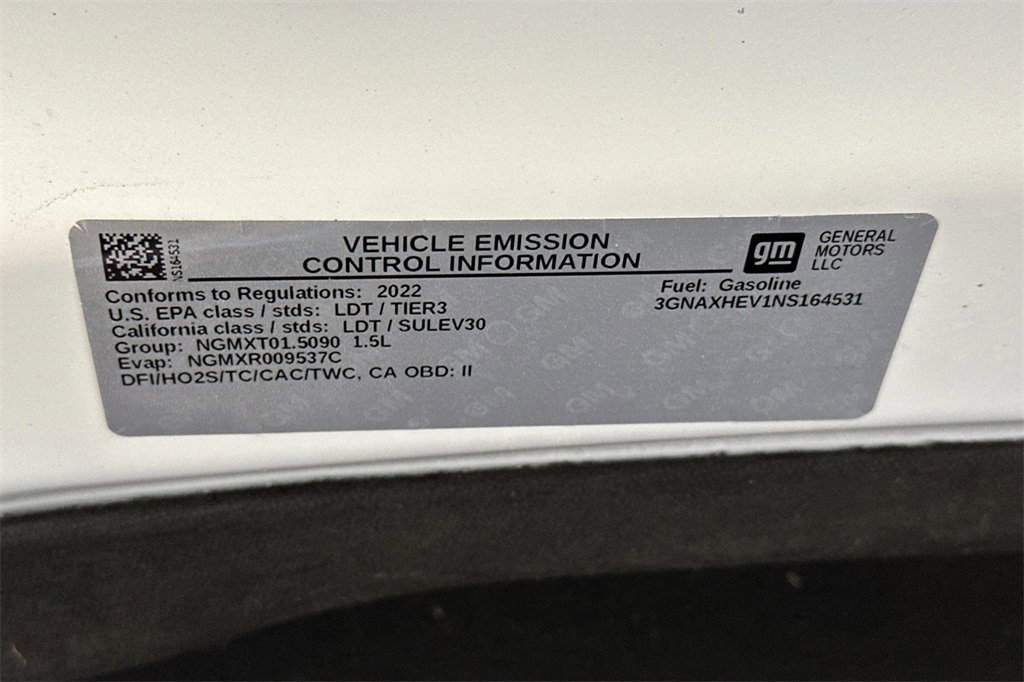 NS164531
VEHICLE EMISSION
CONTROL INFORMATION
gm
GENERAL
MOTORS
LLC
Conforms to Regulations: 2022
U.S. EPA class / stds: LDT / TIER3
California class / stds: LDT / SULEV30
Group: NGMXT01.5090 1.5L
Evap: NGMXR009537C
DFI/HO2S/TC/CAC/TWC, CA OBD: II
Fuel: Gasoline
3GNAXHEV1NS164531